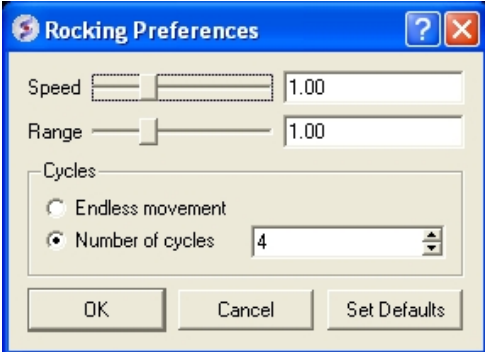 Rocking Preferences
Speed 1.00
Range 1.00
Cycles
Endless movement
Number of cycles 4
OK Cancel Set Defaults